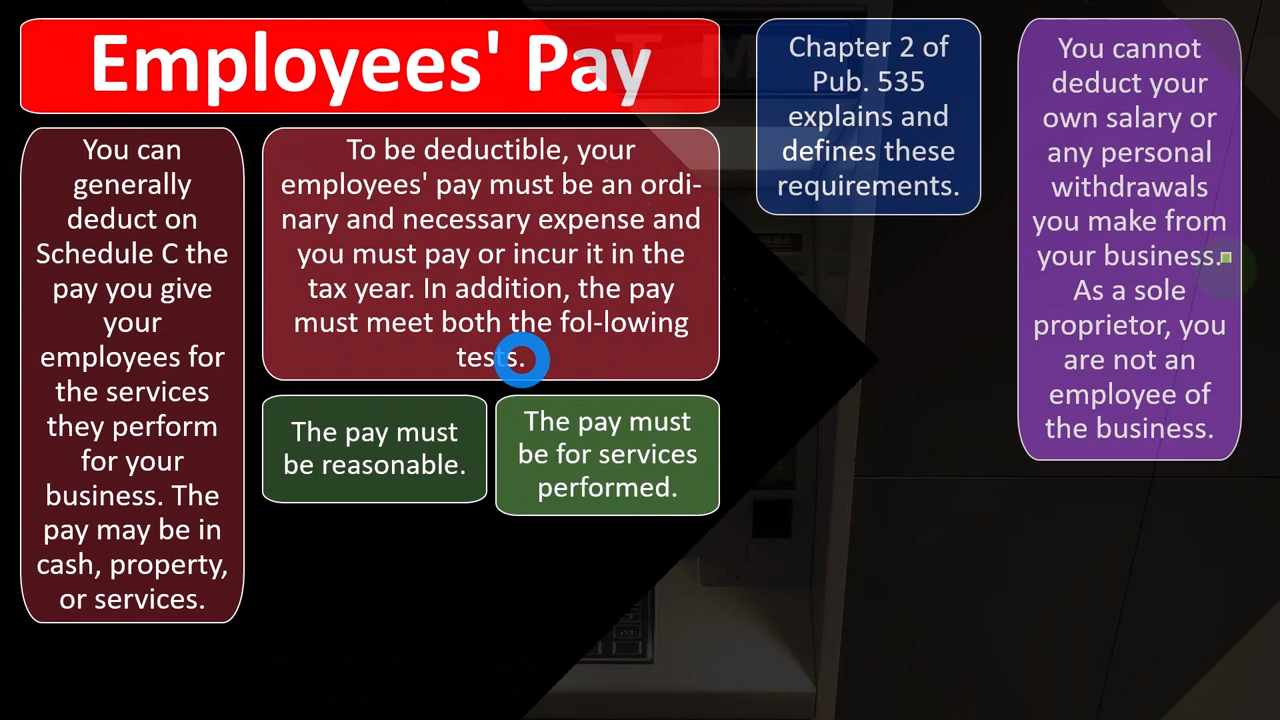 Employees' Pay
You can
generally
deduct on
Schedule C the
pay you give
your
employees for
the services
they perform
for your
business. The
pay may be in
cash, property,
or services.
To be deductible, your
employees' pay must be an ordi-
nary and necessary expense and
you must pay or incur it in the
tax year. In addition, the pay
must meet both the fol-lowing
tests.
The pay must
be reasonable.
The pay must
be for services
performed.
Chapter 2 of
Pub. 535
explains and
defines these
requirements.
You cannot
deduct your
own salary or
any personal
withdrawals
you make from
your business.
As a sole
proprietor, you
are not an
employee of
the business.